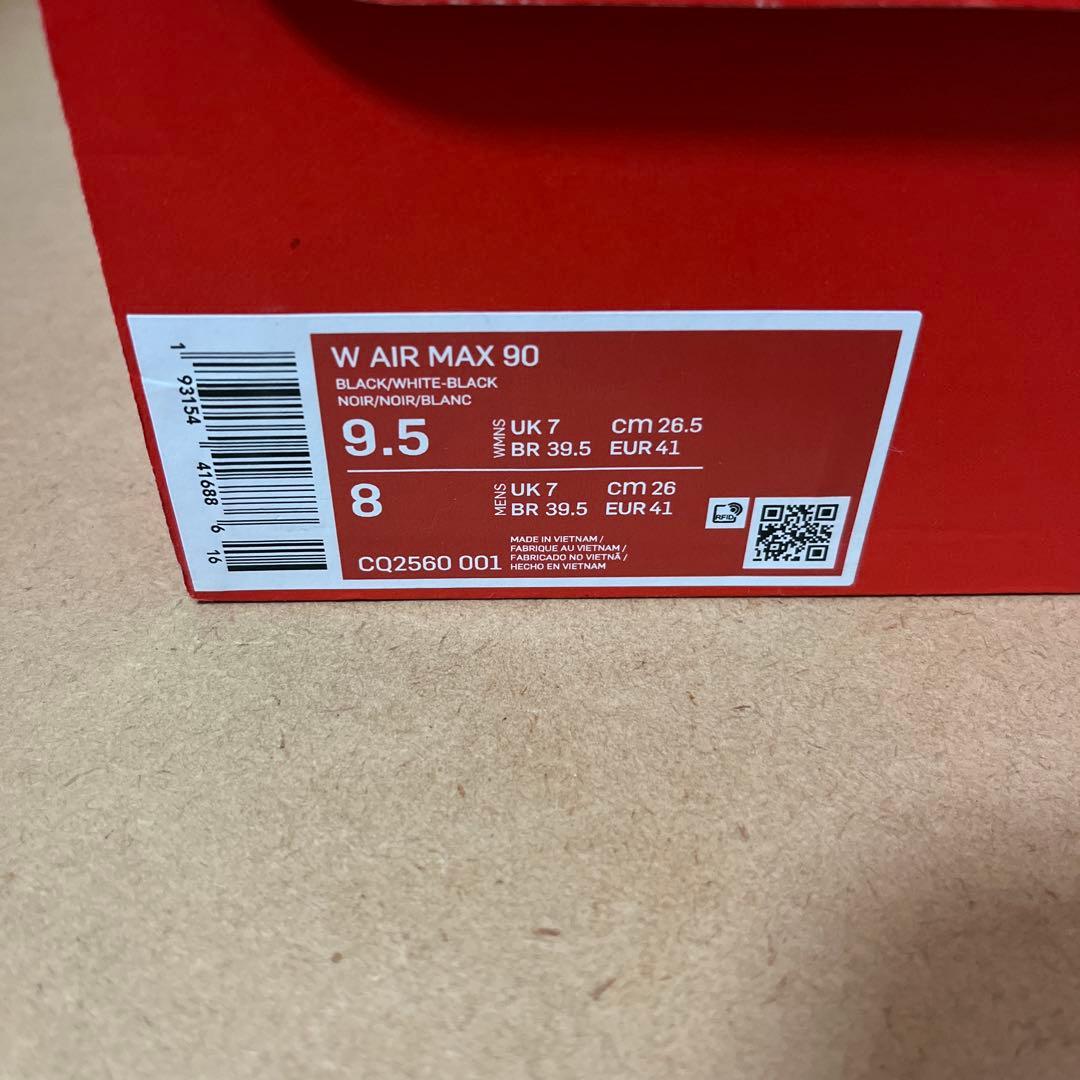 W AIR MAX 90
BLACK/WHITE-BLACK
NOIR/NOIR/BLANC
9.5 WMNS UK 7 cm 26.5
BR 39.5 EUR 41
8 MENS UK 7 cm 26
BR 39.5 EUR 41
CQ2560 001
MADE IN VIETNAM /
FABRIQUE AU VIETNAM /
FABRICADO NO VIETNÃ /
HECHO EN VIETNAM
RFID
1 93154 41688 6 16